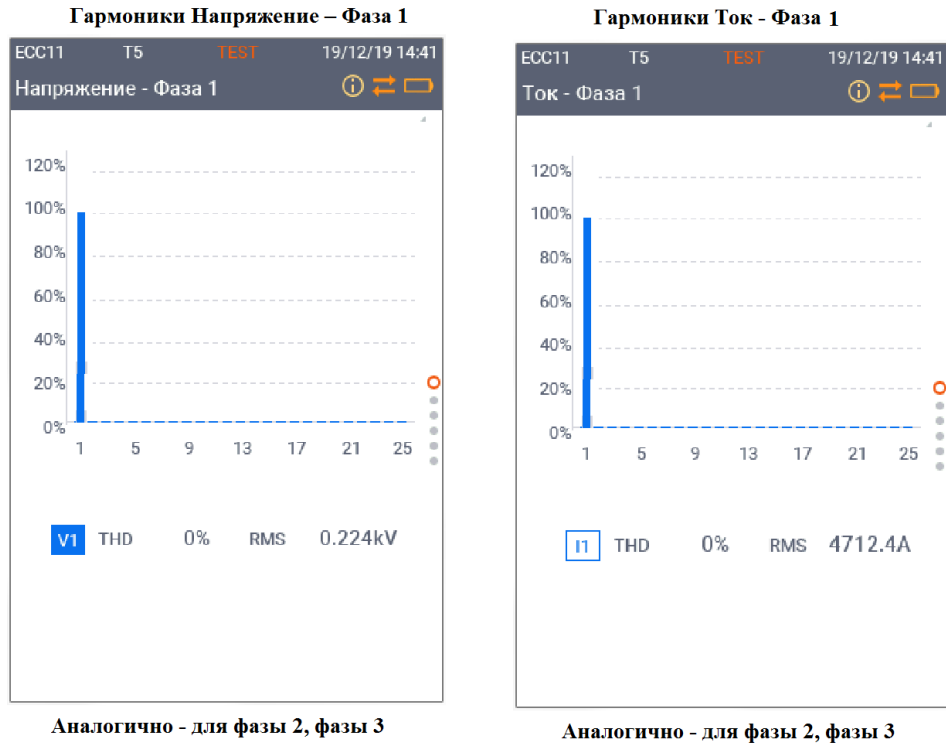 Гармоники Напряжение – Фаза 1
ECC11 T5 TEST 19/12/19 14:41
Напряжение - Фаза 1
120%
100%
80%
60%
40%
20%
0%
1 5 9 13 17 21 25
V1 THD 0% RMS 0.224kV
Аналогично - для фазы 2, фазы 3
Гармоники Ток - Фаза 1
ECC11 T5 TEST 19/12/19 14:41
Ток - Фаза 1
120%
100%
80%
60%
40%
20%
0%
1 5 9 13 17 21 25
I1 THD 0% RMS 4712.4A
Аналогично - для фазы 2, фазы 3